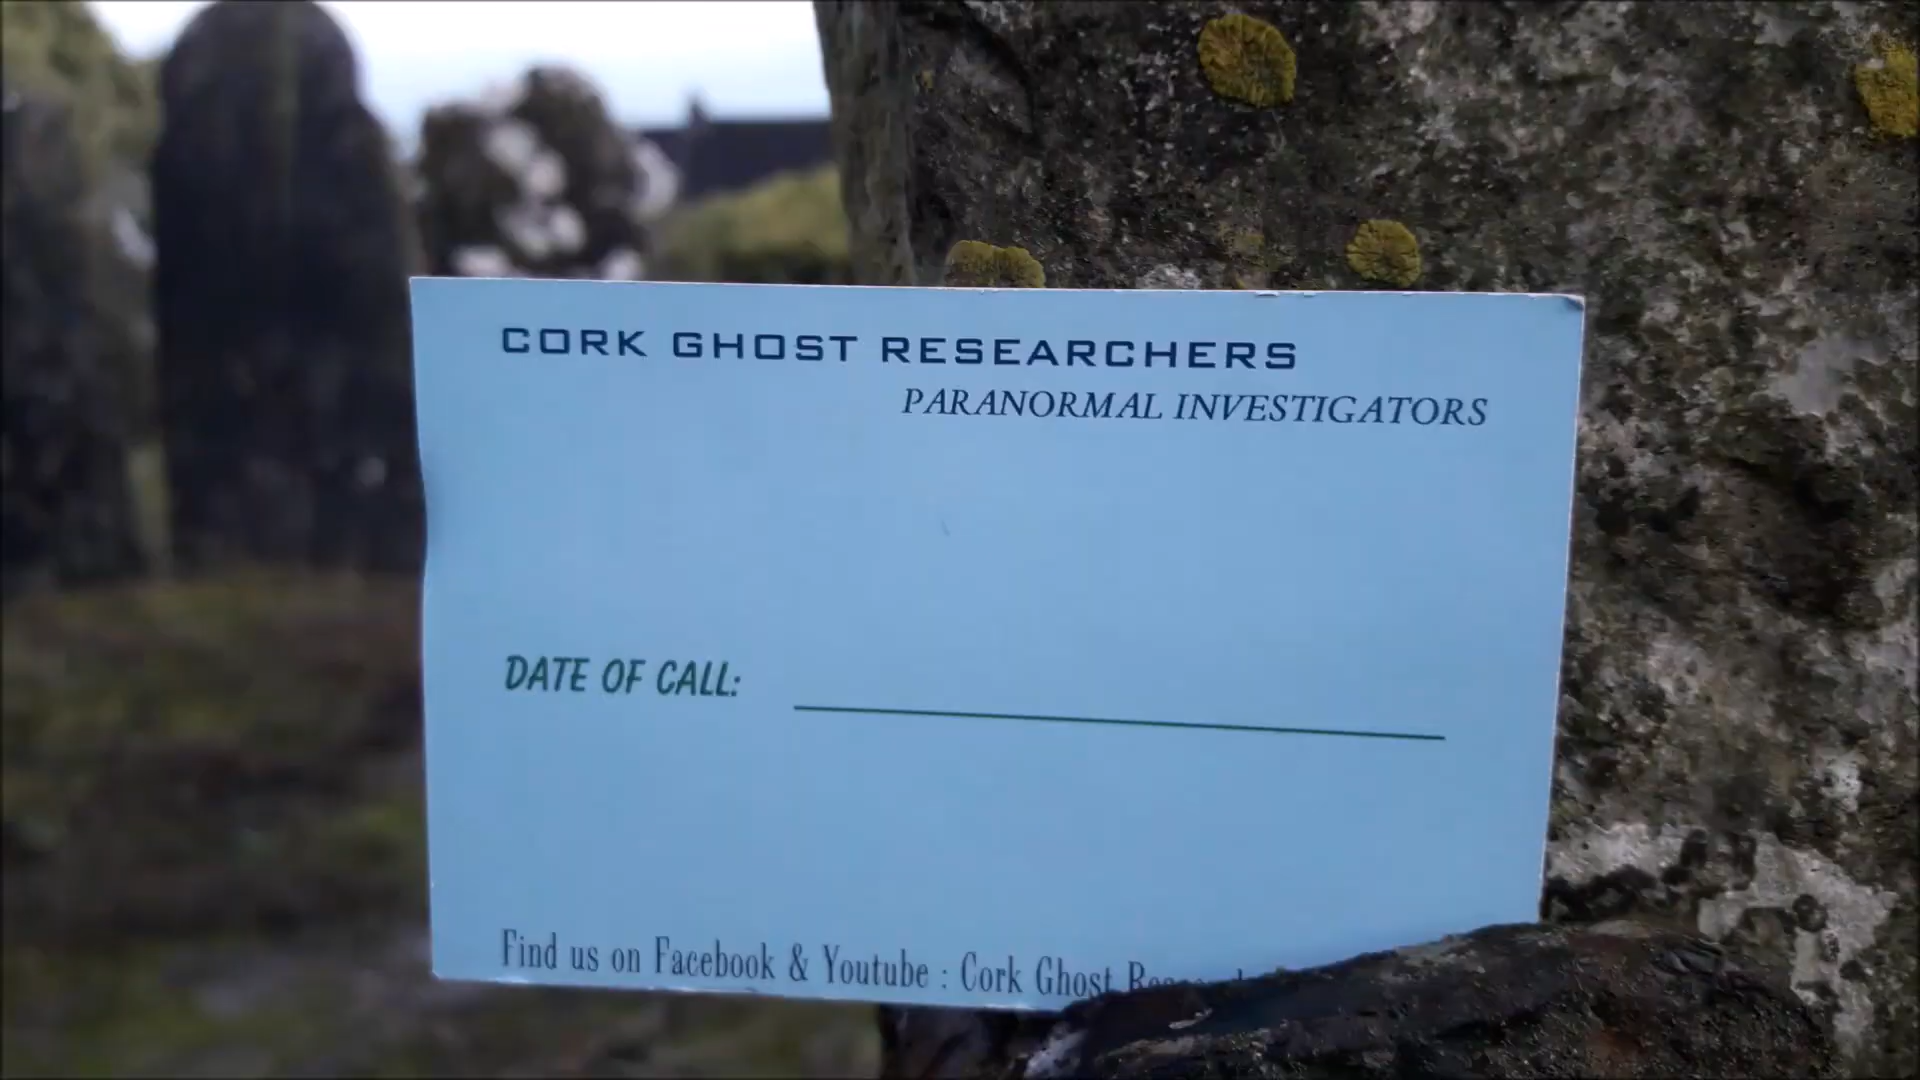 CORK GHOST RESEARCHERS
PARANORMAL INVESTIGATORS
DATE OF CALL:
Find us on Facebook & Youtube : Cork Ghost